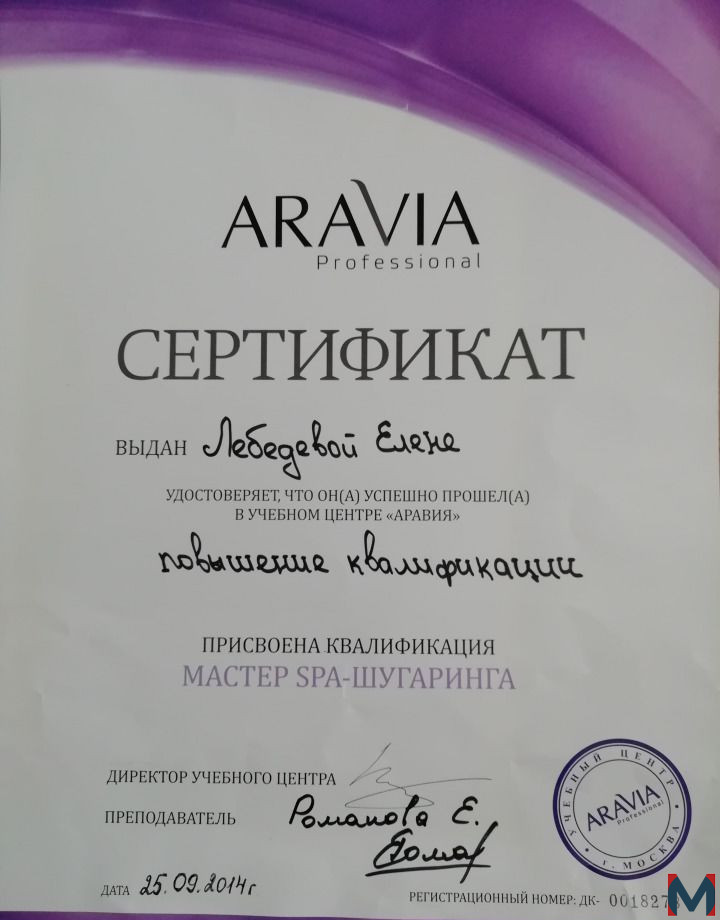 ARAVIA
Professional
СЕРТИФИКАТ
ВЫДАН Лебедевой Елене
УДОСТОВЕРЯЕТ, ЧТО ОН(А) УСПЕШНО ПРОШЕЛ(А)
В УЧЕБНОМ ЦЕНТРЕ «АРАВИЯ»
повышение квалификации
ПРИСВОЕНА КВАЛИФИКАЦИЯ
МАСТЕР SPA-ШУГАРИНГА
ДИРЕКТОР УЧЕБНОГО ЦЕНТРА
ПРЕПОДАВАТЕЛЬ Романова Е.
УЧЕБНЫЙ ЦЕНТР
ARAVIA
Professional
г. МОСКВА
ДАТА 25.09.2014г
РЕГИСТРАЦИОННЫЙ НОМЕР: ДК-
M